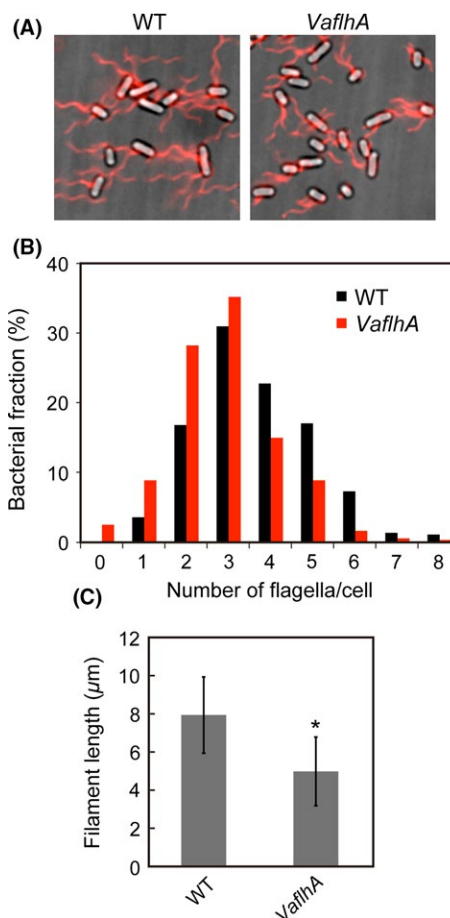 (A)
WT VaflhA
(B)
40
30
20
10
0
Bacterial fraction (%)
WT
VaflhA
0 1 2 3 4 5 6 7 8
Number of flagella/cell
(C)
12
10
8
6
4
2
0
Filament length (µm)
*
WT
VaflhA